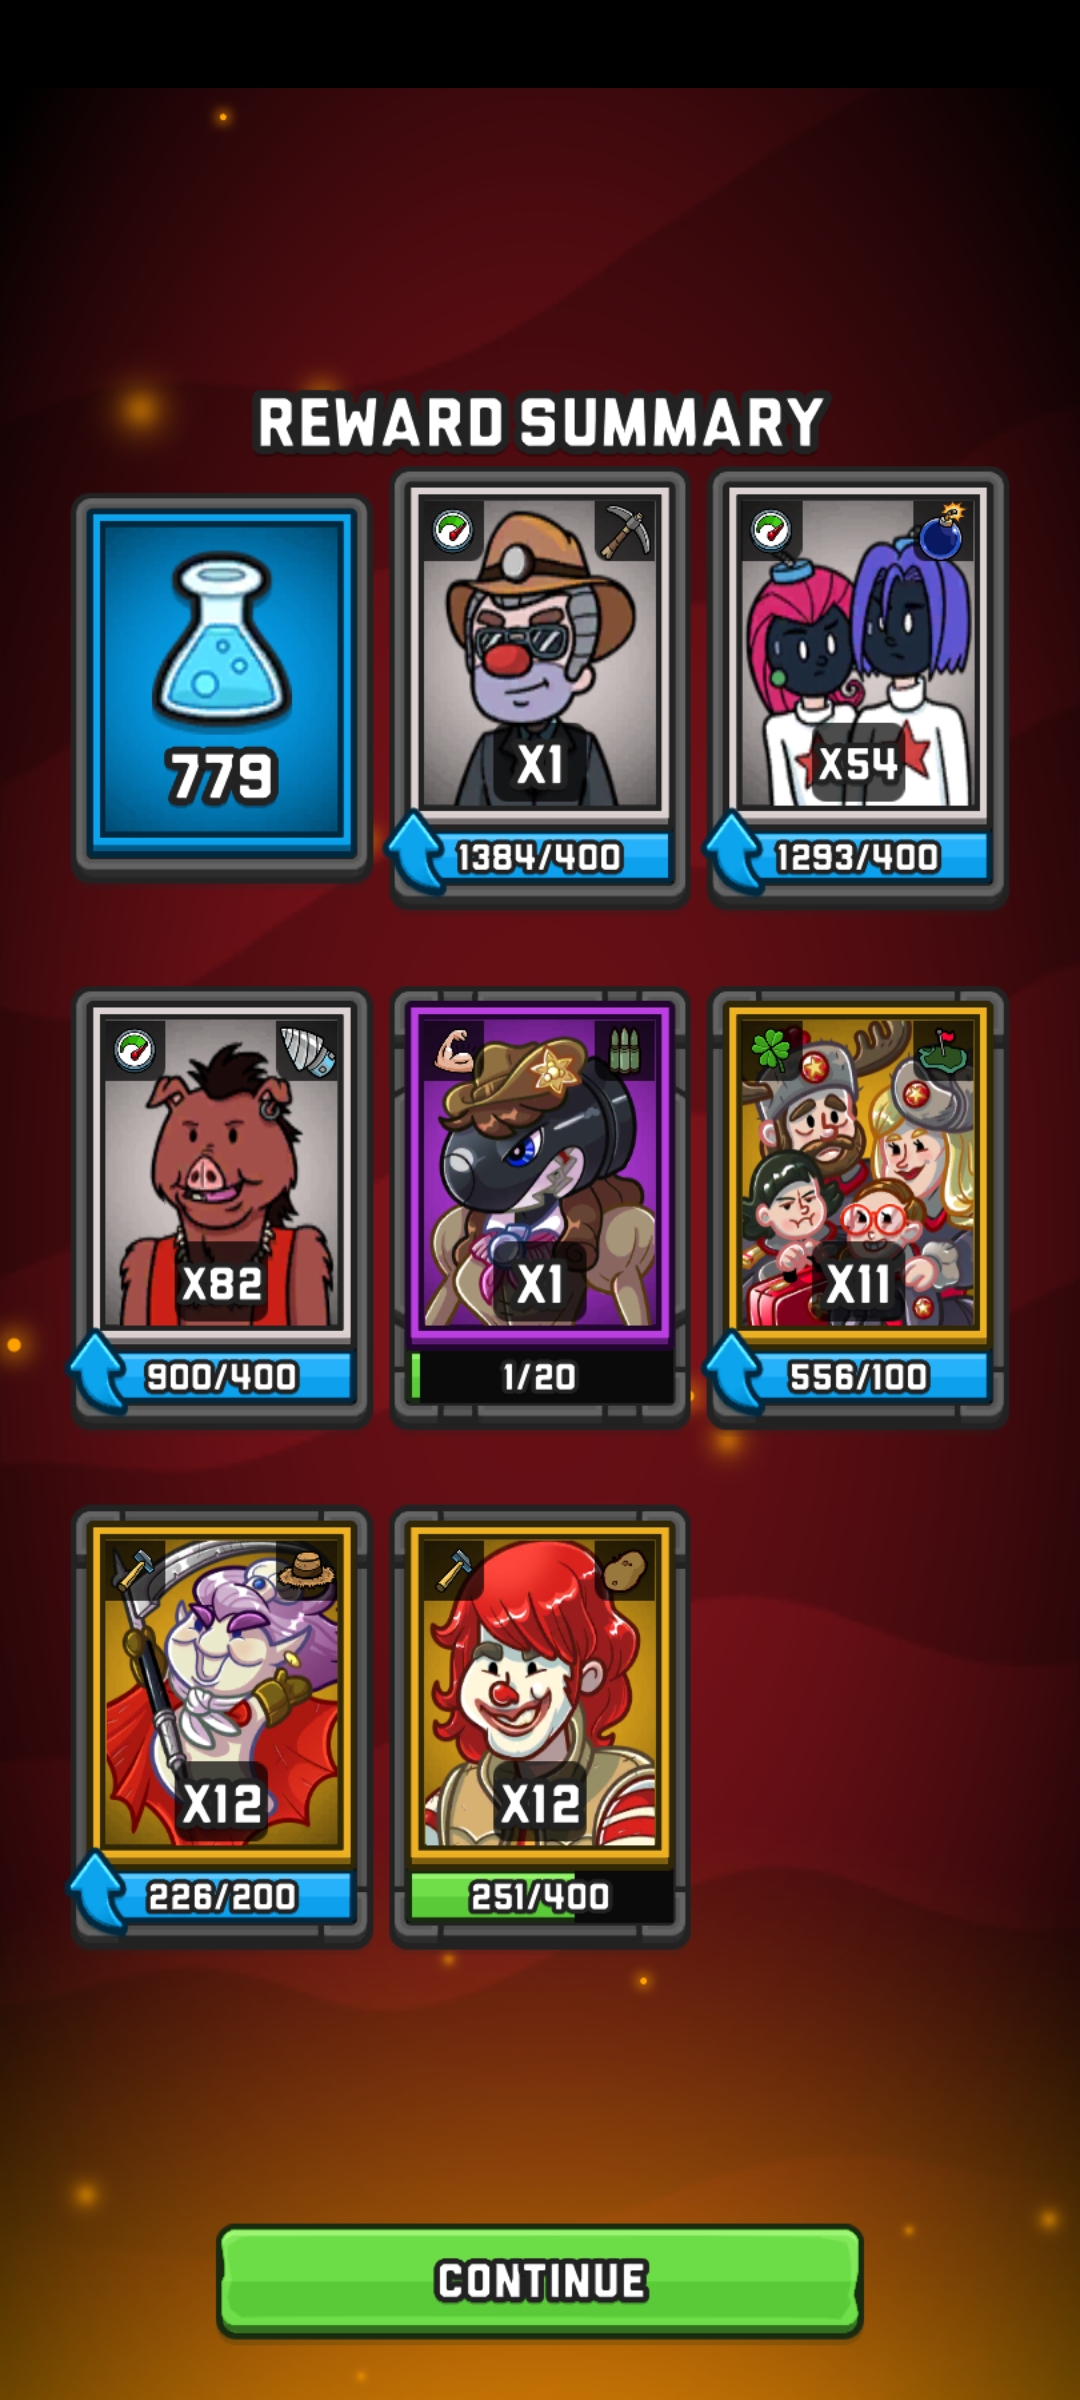 REWARD SUMMARY
779
X1
1384/400
X54
1293/400
X82
900/400
X1
1/20
X11
556/100
X12
226/200
X12
251/400
CONTINUE